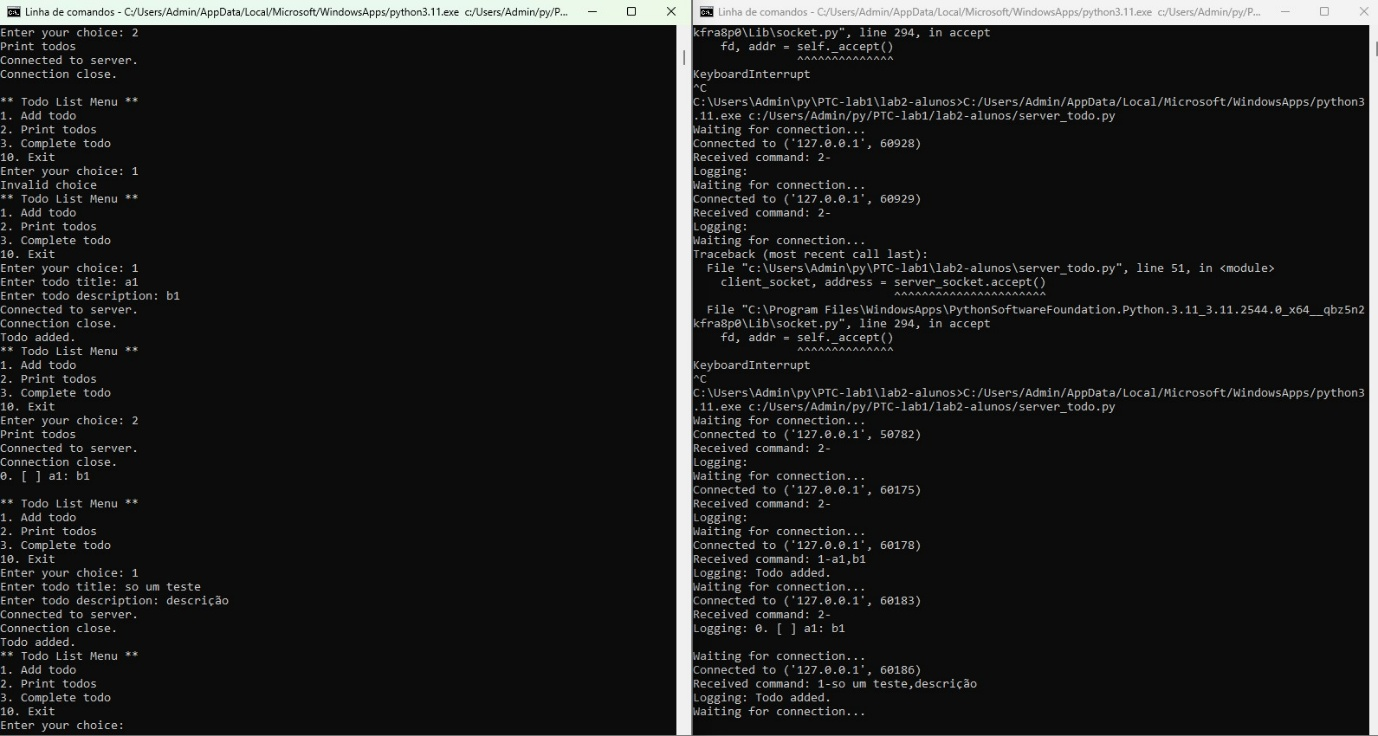 Linha de comandos - C:/Users/Admin/AppData/Local/Microsoft/WindowsApps/python3.11.exe c:/Users/Admin/py/P...
Enter your choice: 2
Print todos
Connected to server.
Connection close.
** Todo List Menu **
1. Add todo
2. Print todos
3. Complete todo
10. Exit
Enter your choice: 1
Invalid choice
** Todo List Menu **
1. Add todo
2. Print todos
3. Complete todo
10. Exit
Enter your choice: 1
Enter todo title: a1
Enter todo description: b1
Connected to server.
Connection close.
Todo added.
** Todo List Menu **
1. Add todo
2. Print todos
3. Complete todo
10. Exit
Enter your choice: 2
Print todos
Connected to server.
Connection close.
0. [ ] a1: b1
** Todo List Menu **
1. Add todo
2. Print todos
3. Complete todo
10. Exit
Enter your choice: 1
Enter todo title: so um teste
Enter todo description: descrição
Connected to server.
Connection close.
Todo added.
** Todo List Menu **
1. Add todo
2. Print todos
3. Complete todo
10. Exit
Enter your choice:
Linha de comandos - C:/Users/Admin/AppData/Local/Microsoft/WindowsApps/python3.11.exe c:/Users/Admin/py/P...
kfra8p0\Lib\socket.py", line 294, in accept
fd, addr = self._accept()
^^^^^^^^^^^^^^
KeyboardInterrupt
^C
C:\Users\Admin\py\PTC-lab1\lab2-alunos>C:/Users/Admin/AppData/Local/Microsoft/WindowsApps/python3
.11.exe c:/Users/Admin/py/PTC-lab1/lab2-alunos/server_todo.py
Waiting for connection...
Connected to ('127.0.0.1', 60928)
Received command: 2-
Logging:
Waiting for connection...
Connected to ('127.0.0.1', 60929)
Received command: 2-
Logging:
Waiting for connection...
Traceback (most recent call last):
File "c:\Users\Admin\py\PTC-lab1\lab2-alunos\server_todo.py", line 51, in <module>
client_socket, address = server_socket.accept()
^^^^^^^^^^^^^^^^^^^^^^
File "C:\Program Files\WindowsApps\PythonSoftwareFoundation.Python.3.11_3.11.2544.0_x64__qbz5n2
kfra8p0\Lib\socket.py", line 294, in accept
fd, addr = self._accept()
^^^^^^^^^^^^^^
KeyboardInterrupt
^C
C:\Users\Admin\py\PTC-lab1\lab2-alunos>C:/Users/Admin/AppData/Local/Microsoft/WindowsApps/python3
.11.exe c:/Users/Admin/py/PTC-lab1/lab2-alunos/server_todo.py
Waiting for connection...
Connected to ('127.0.0.1', 50782)
Received command: 2-
Logging:
Waiting for connection...
Connected to ('127.0.0.1', 60175)
Received command: 2-
Logging:
Waiting for connection...
Connected to ('127.0.0.1', 60178)
Received command: 1-a1,b1
Logging: Todo added.
Waiting for connection...
Connected to ('127.0.0.1', 60183)
Received command: 2-
Logging: 0. [ ] a1: b1
Waiting for connection...
Connected to ('127.0.0.1', 60186)
Received command: 1-so um teste,descrição
Logging: Todo added.
Waiting for connection...